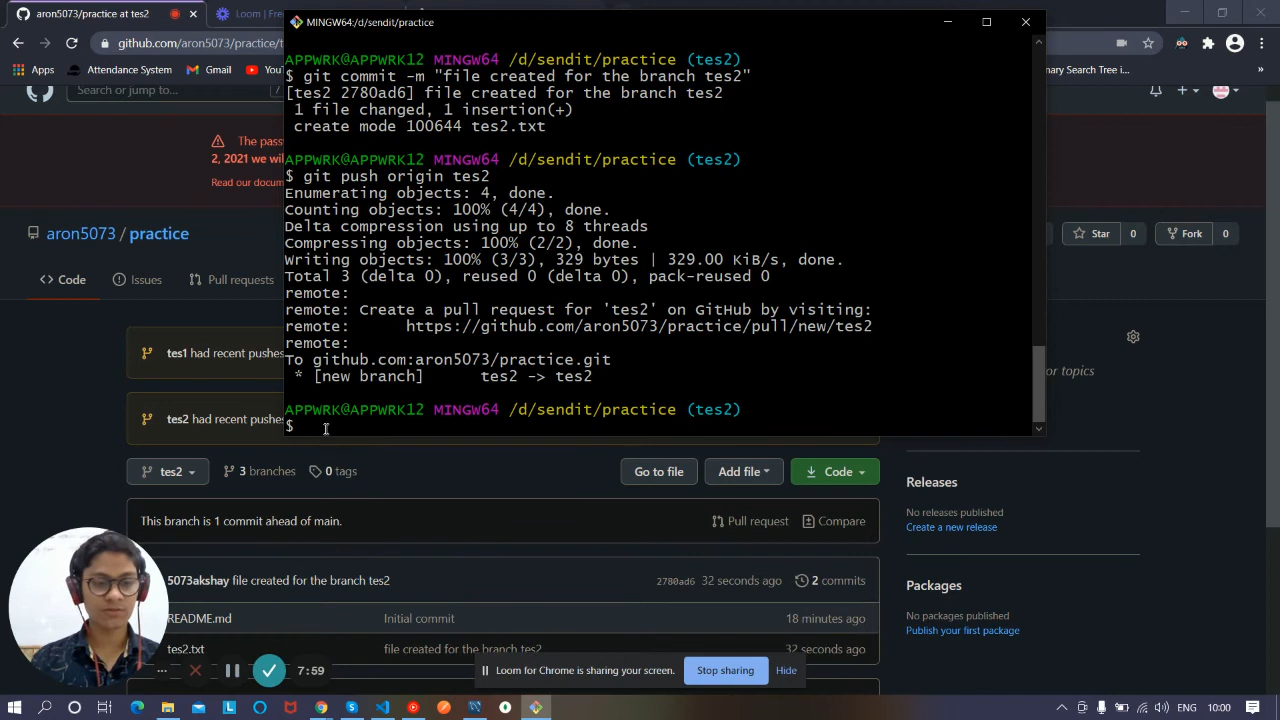 aron5073/practice at tes2
Loom | Free
MINGW64:/d/sendit/practice
github.com/aron5073/practice/t
Apps
Attendance System
Gmail
YouTube
ary Search Tree i...
Search or jump to...
/
APPWRK@APPWRK12 MINGW64 /d/sendit/practice (tes2)
$ git commit -m "file created for the branch tes2"
[tes2 2780ad6] file created for the branch tes2
1 file changed, 1 insertion(+)
create mode 100644 tes2.txt
APPWRK@APPWRK12 MINGW64 /d/sendit/practice (tes2)
$ git push origin tes2
Enumerating objects: 4, done.
Counting objects: 100% (4/4), done.
Delta compression using up to 8 threads
Compressing objects: 100% (2/2), done.
Writing objects: 100% (3/3), 329 bytes | 329.00 KiB/s, done.
Total 3 (delta 0), reused 0 (delta 0), pack-reused 0
remote:
remote: Create a pull request for 'tes2' on GitHub by visiting:
remote: https://github.com/aron5073/practice/pull/new/tes2
remote:
To github.com:aron5073/practice.git
* [new branch] tes2 -> tes2
APPWRK@APPWRK12 MINGW64 /d/sendit/practice (tes2)
$
The pass
2, 2021 we wil
Read our docum
aron5073 / practice
Star 0
Fork 0
Code
Issues
Pull requests
tes1 had recent pushes
tes2 had recent pushes
or topics
tes2
3 branches
0 tags
Go to file
Add file
Code
This branch is 1 commit ahead of main.
Pull request
Compare
5073akshay file created for the branch tes2
2780ad6 32 seconds ago
2 commits
README.md
Initial commit
18 minutes ago
tes2.txt
file created for the branch tes2
32 seconds ago
Releases
No releases published
Create a new release
Packages
No packages published
Publish your first package
7:59
Loom for Chrome is sharing your screen.
Stop sharing
Hide
ENG
10:00